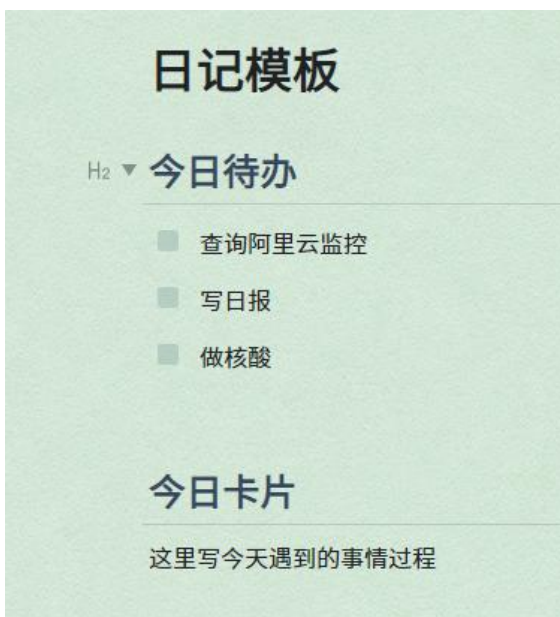 日记模板
H2
今日待办
查询阿里云监控
写日报
做核酸
今日卡片
这里写今天遇到的事情过程